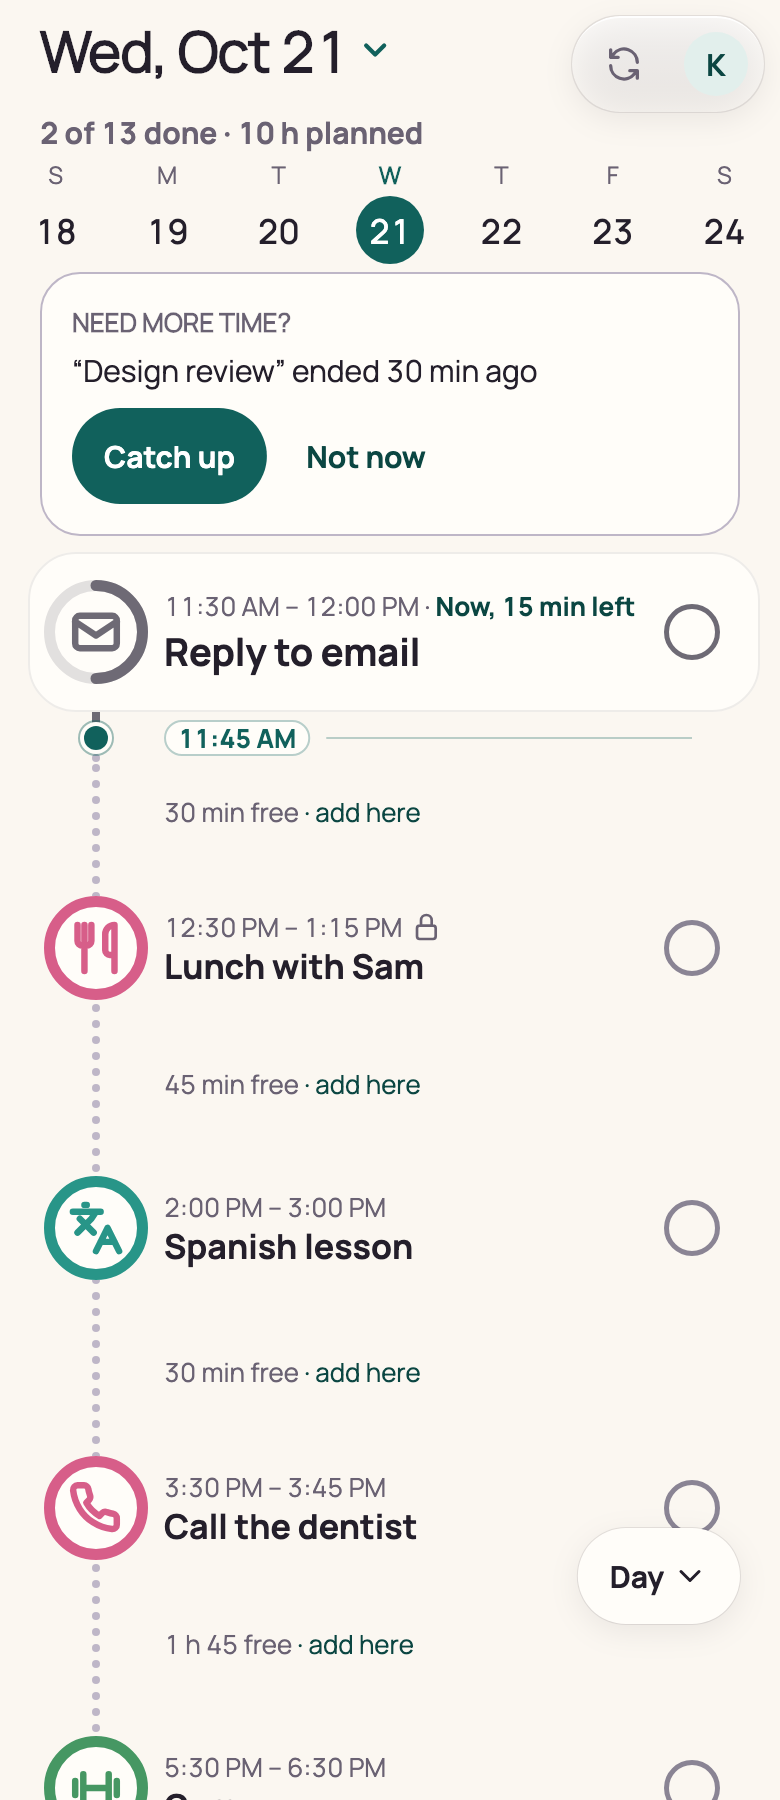 Wed, Oct 21
K
2 of 13 done · 10 h planned
S M T W T F S
18 19 20 21 22 23 24
NEED MORE TIME?
“Design review” ended 30 min ago
Catch up Not now
11:30 AM – 12:00 PM · Now, 15 min left
Reply to email
11:45 AM
30 min free · add here
12:30 PM – 1:15 PM
Lunch with Sam
45 min free · add here
2:00 PM – 3:00 PM
Spanish lesson
30 min free · add here
3:30 PM – 3:45 PM
Call the dentist
Day
1 h 45 free · add here
5:30 PM – 6:30 PM